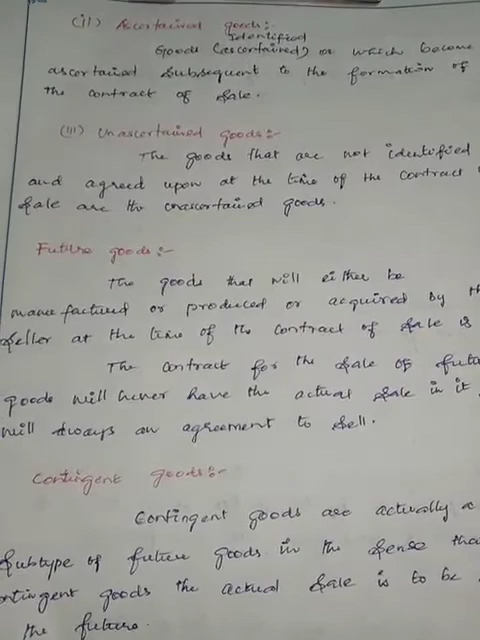 (ii) Ascertained goods:-
Identified
Goods (ascertained) or which become
ascertained subsequent to the formation of
the contract of sale.
(iii) Unascertained goods:-
The goods that are not identified
and agreed upon at the time of the contract
sale are the unascertained goods.
Future goods:-
The goods that will either be
manufactured or produced or acquired by th
seller at the time of the contract of sale is
The contract for the sale of futu
goods will never have the actual sale in it
will always an agreement to sell.
Contingent goods:-
Contingent goods are actually a
subtype of future goods in the sense tha
ontingent goods the actual sale is to be
the future.